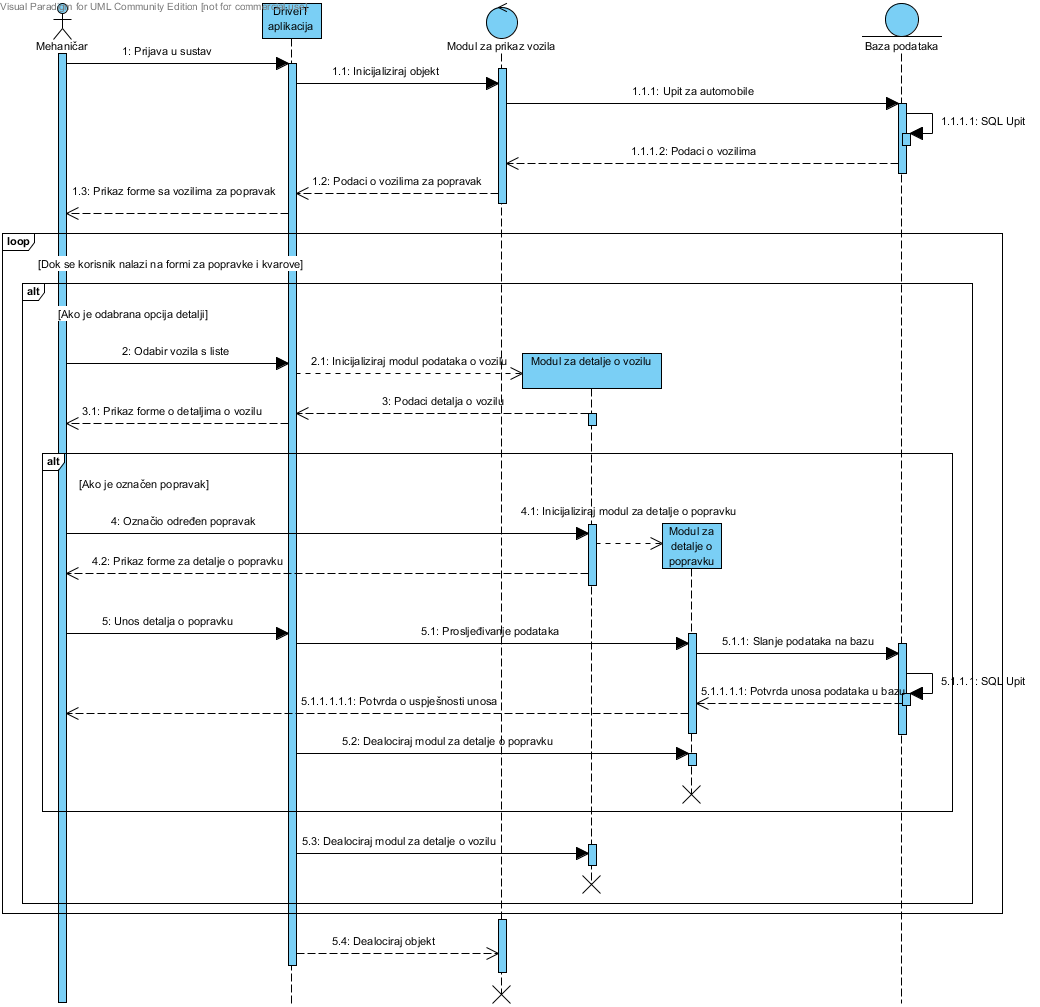 Visual Paradigm for UML Community Edition [not for commercial use]
DriveIT
aplikacija
Mehaničar
Modul za prikaz vozila
Baza podataka
1: Prijava u sustav
1.1: Inicijaliziraj objekt
1.1.1: Upit za automobile
1.1.1.1: SQL Upit
1.1.1.2: Podaci o vozilima
1.2: Podaci o vozilima za popravak
1.3: Prikaz forme sa vozilima za popravak
loop
[Dok se korisnik nalazi na formi za popravke i kvarove]
alt
[Ako je odabrana opcija detalji]
2: Odabir vozila s liste
2.1: Inicijaliziraj modul podataka o vozilu
Modul za detalje o vozilu
3: Podaci detalja o vozilu
3.1: Prikaz forme o detaljima o vozilu
alt
[Ako je označen popravak]
4: Označio određen popravak
4.1: Inicijaliziraj modul za detalje o popravku
Modul za
detalje o
popravku
4.2: Prikaz forme za detalje o popravku
5: Unos detalja o popravku
5.1: Prosljeđivanje podataka
5.1.1: Slanje podataka na bazu
5.1.1.1: SQL Upit
5.1.1.1.1: Potvrda unosa podataka u bazu
5.1.1.1.1.1: Potvrda o uspješnosti unosa
5.2: Dealociraj modul za detalje o popravku
5.3: Dealociraj modul za detalje o vozilu
5.4: Dealociraj objekt